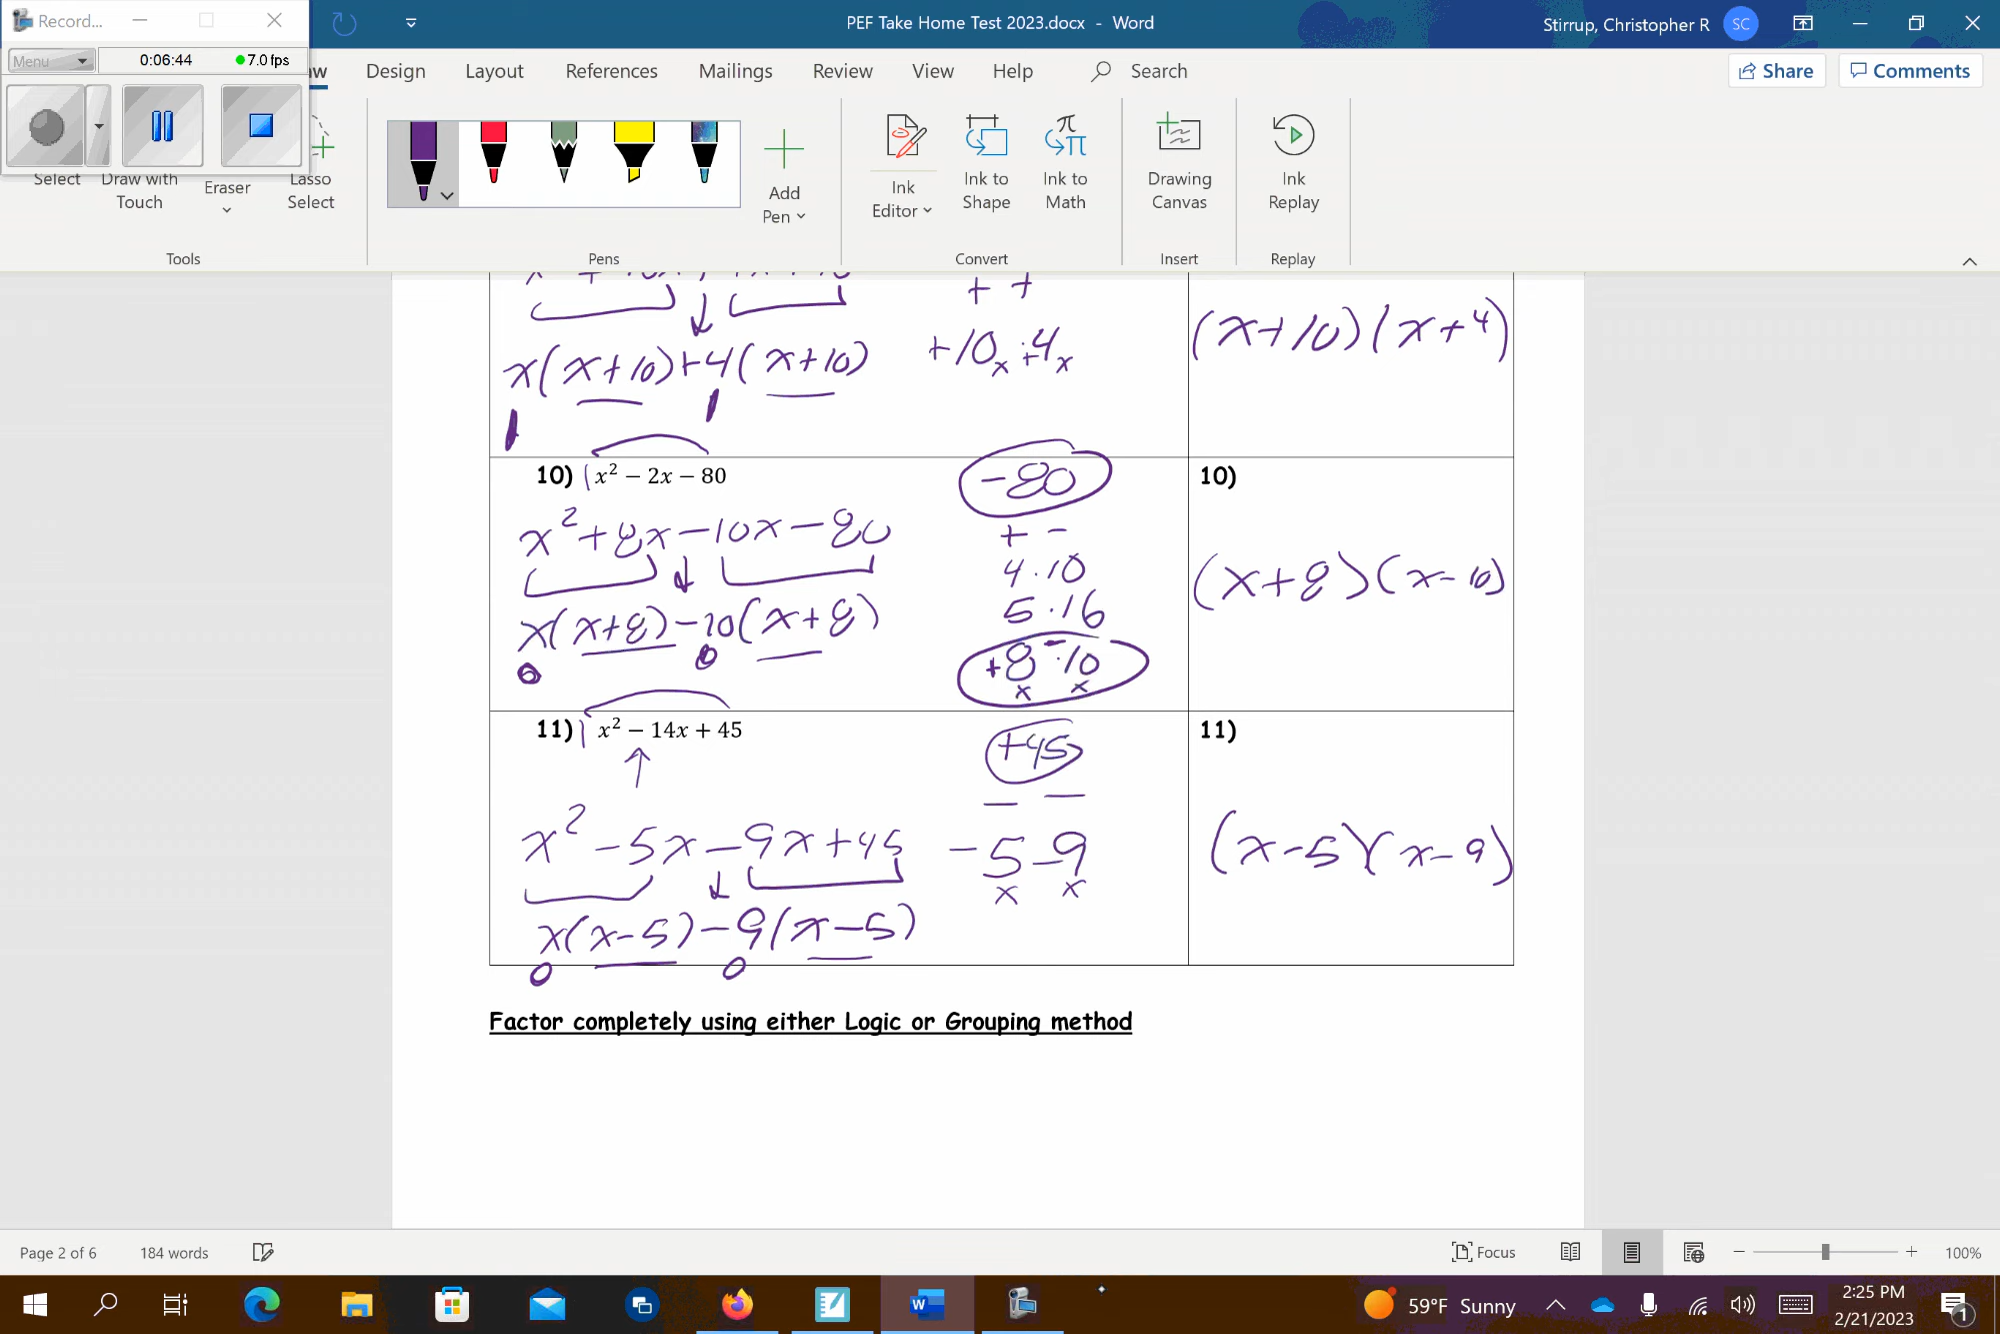 Record...
PEF Take Home Test 2023.docx - Word
Stirrup, Christopher R SC
Menu 0:06:44 7.0 fps
aw Design Layout References Mailings Review View Help Search Share Comments
Select Draw with Touch Eraser Lasso Select
Add Pen
Ink Editor Ink to Shape Ink to Math
Drawing Canvas
Ink Replay
Tools Pens Convert Insert Replay
+ +
x(x+10)+4(x+10) +10x +4x (x+10)(x+4)
10) x² − 2x − 80 -80 10)
x²+8x-10x-80 + -
4·10
x(x+8)-10(x+8) 5·16 (x+8)(x-10)
+8·-10
x x
11) x² − 14x + 45 +45 11)
— —
x²-5x-9x+45 -5 -9 (x-5)(x-9)
x x
x(x-5)-9(x-5)
Factor completely using either Logic or Grouping method
Page 2 of 6 184 words Focus 100%
59°F Sunny 2:25 PM
2/21/2023 1